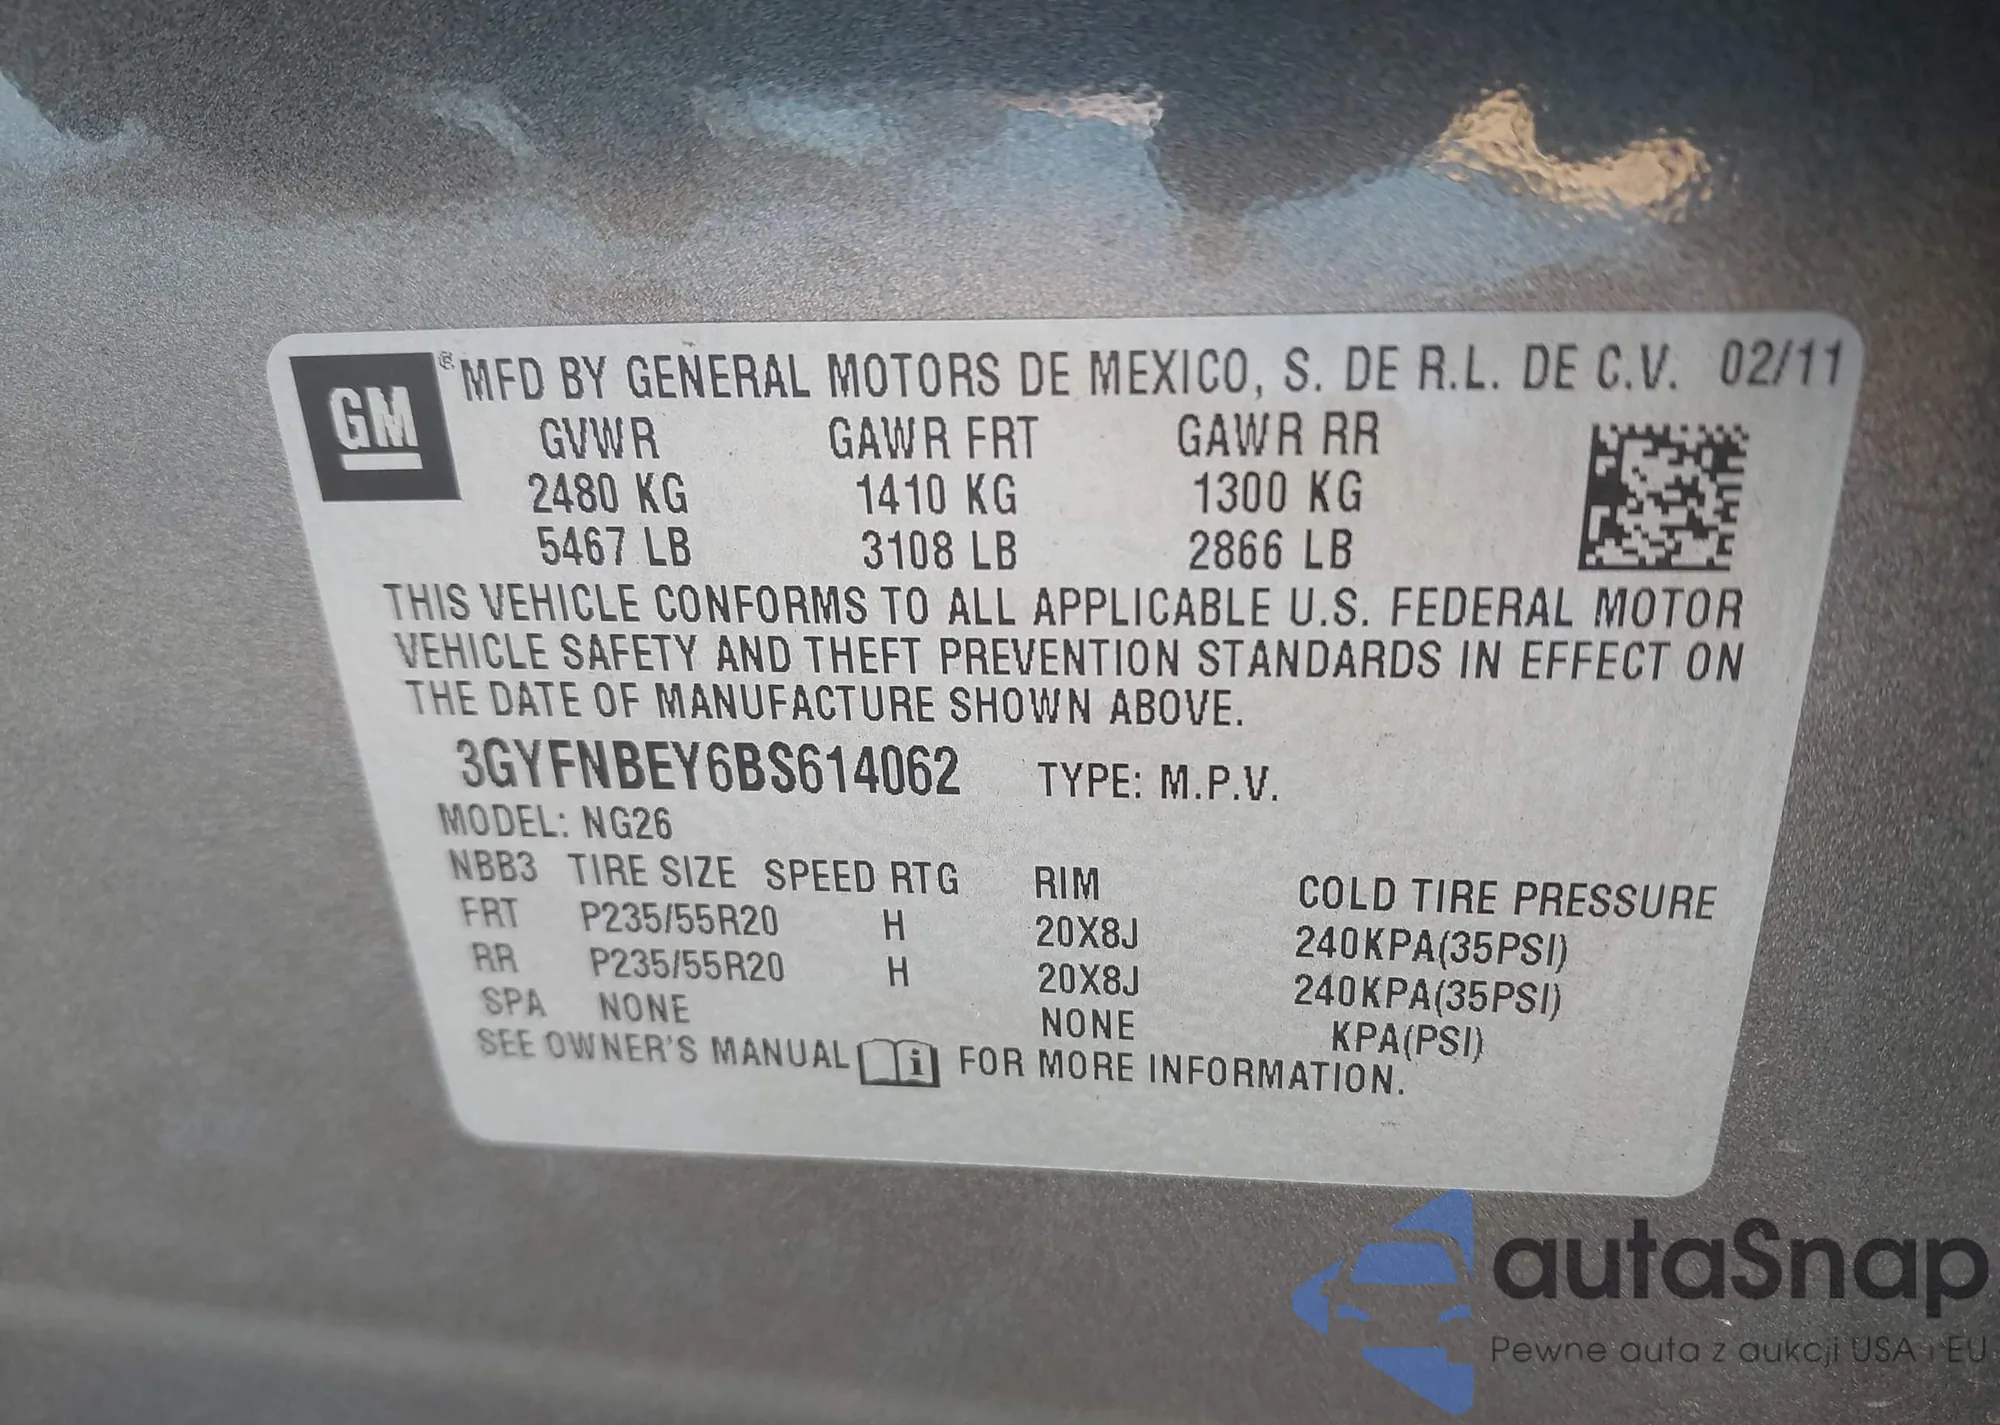 GM ® MFD BY GENERAL MOTORS DE MEXICO, S. DE R.L. DE C.V. 02/11
GVWR GAWR FRT GAWR RR
2480 KG 1410 KG 1300 KG
5467 LB 3108 LB 2866 LB
THIS VEHICLE CONFORMS TO ALL APPLICABLE U.S. FEDERAL MOTOR
VEHICLE SAFETY AND THEFT PREVENTION STANDARDS IN EFFECT ON
THE DATE OF MANUFACTURE SHOWN ABOVE.
3GYFNBEY6BS614062 TYPE: M.P.V.
MODEL: NG26
NBB3 TIRE SIZE SPEED RTG RIM COLD TIRE PRESSURE
FRT P235/55R20 H 20X8J 240KPA(35PSI)
RR P235/55R20 H 20X8J 240KPA(35PSI)
SPA NONE NONE KPA(PSI)
SEE OWNER'S MANUAL i FOR MORE INFORMATION.
autaSnap
Pewne auta z aukcji USA i EU